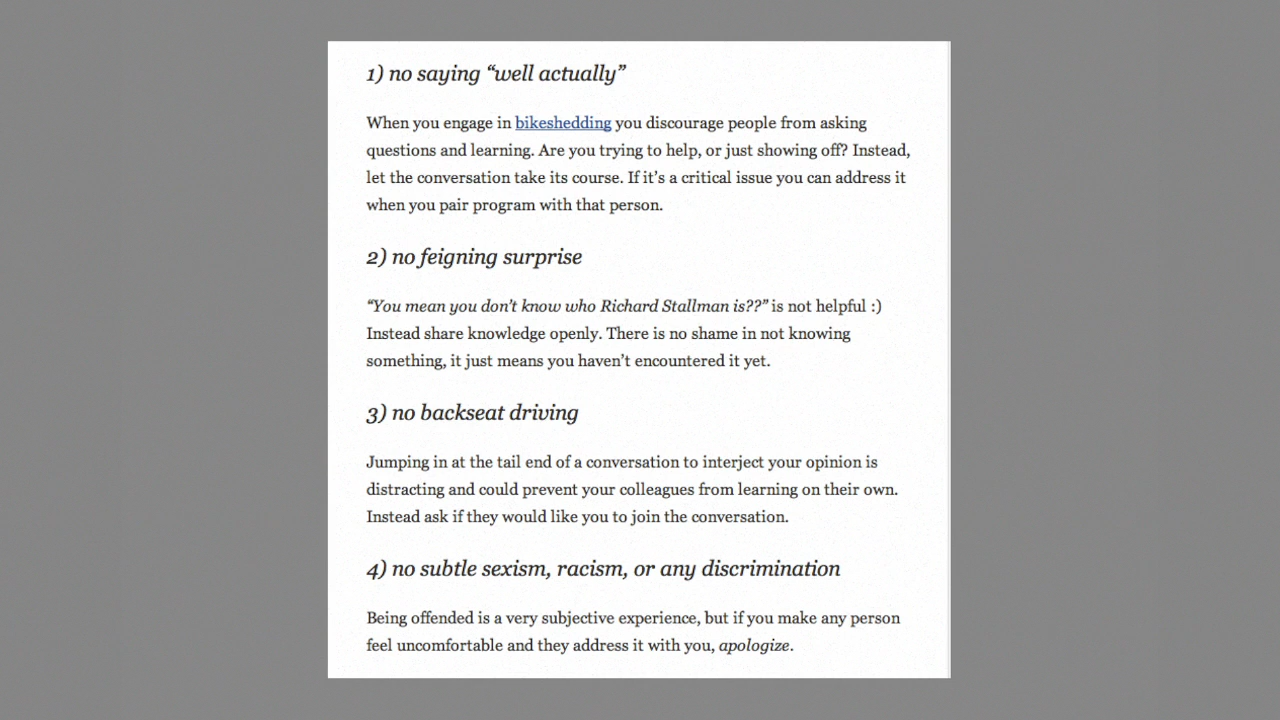 1) no saying “well actually”
When you engage in bikeshedding you discourage people from asking
questions and learning. Are you trying to help, or just showing off? Instead,
let the conversation take its course. If it’s a critical issue you can address it
when you pair program with that person.
2) no feigning surprise
“You mean you don’t know who Richard Stallman is??” is not helpful :)
Instead share knowledge openly. There is no shame in not knowing
something, it just means you haven’t encountered it yet.
3) no backseat driving
Jumping in at the tail end of a conversation to interject your opinion is
distracting and could prevent your colleagues from learning on their own.
Instead ask if they would like you to join the conversation.
4) no subtle sexism, racism, or any discrimination
Being offended is a very subjective experience, but if you make any person
feel uncomfortable and they address it with you, apologize.